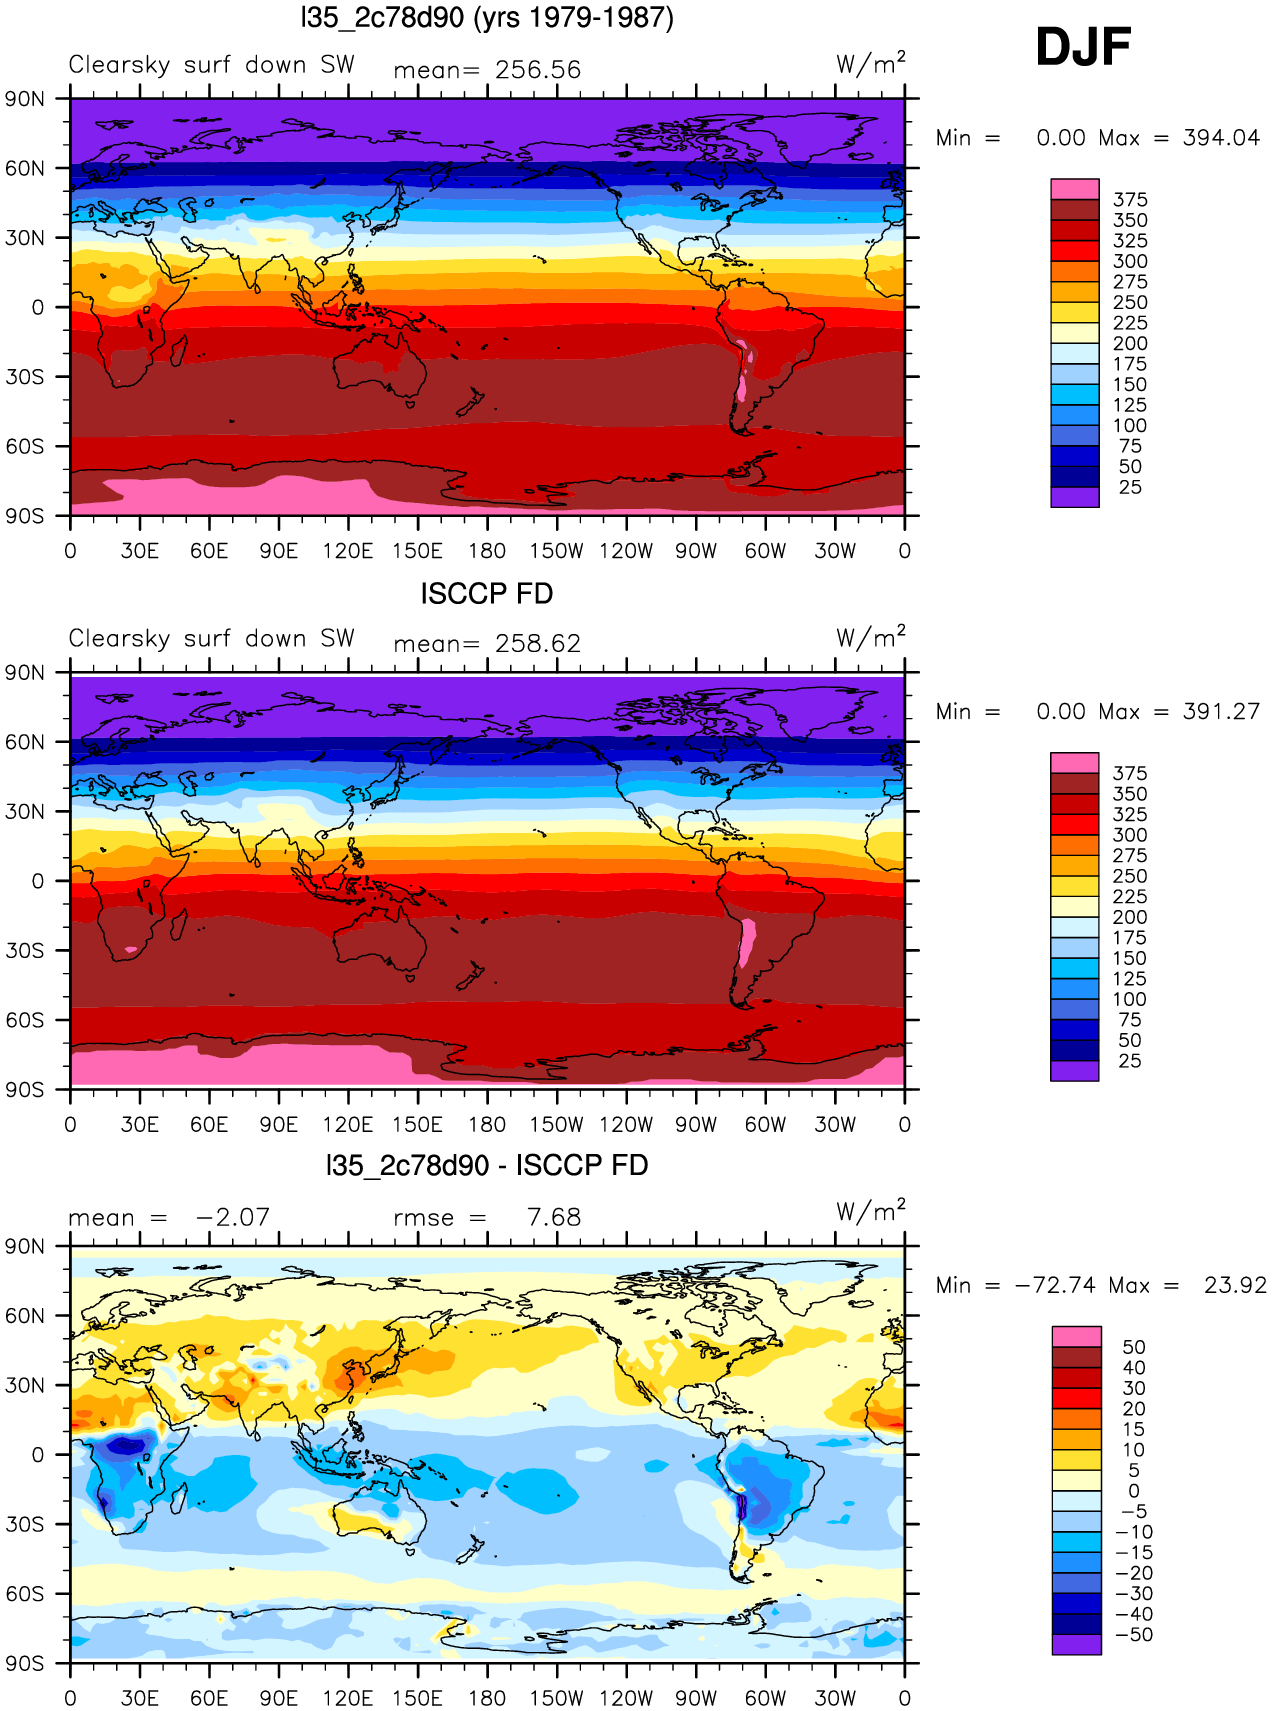 l35_2c78d90 (yrs 1979-1987)
DJF
Clearsky surf down SW mean= 256.56 W/m2
Min = 0.00 Max = 394.04
90N
60N
30N
0
30S
60S
90S
0 30E 60E 90E 120E 150E 180 150W 120W 90W 60W 30W 0
375
350
325
300
275
250
225
200
175
150
125
100
75
50
25
ISCCP FD
Clearsky surf down SW mean= 258.62 W/m2
Min = 0.00 Max = 391.27
90N
60N
30N
0
30S
60S
90S
0 30E 60E 90E 120E 150E 180 150W 120W 90W 60W 30W 0
375
350
325
300
275
250
225
200
175
150
125
100
75
50
25
l35_2c78d90 - ISCCP FD
mean = −2.07 rmse = 7.68 W/m2
Min = −72.74 Max = 23.92
90N
60N
30N
0
30S
60S
90S
0 30E 60E 90E 120E 150E 180 150W 120W 90W 60W 30W 0
50
40
30
20
15
10
5
0
−5
−10
−15
−20
−30
−40
−50